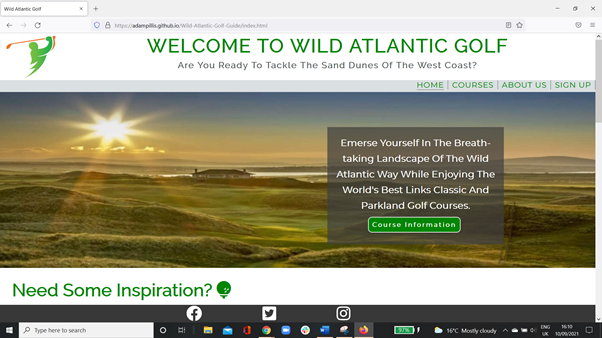 Wild Atlantic Golf
https://adampillis.github.io/Wild-Atlantic-Golf-Guide/index.html
WELCOME TO WILD ATLANTIC GOLF
Are You Ready To Tackle The Sand Dunes Of The West Coast?
HOME COURSES ABOUT US SIGN UP
Emerse Yourself In The Breath-
taking Landscape Of The Wild
Atlantic Way While Enjoying The
World's Best Links Classic And
Parkland Golf Courses.
Course Information
Need Some Inspiration?
Type here to search
97%
16°C Mostly cloudy
ENG
UK
16:10
10/09/2021